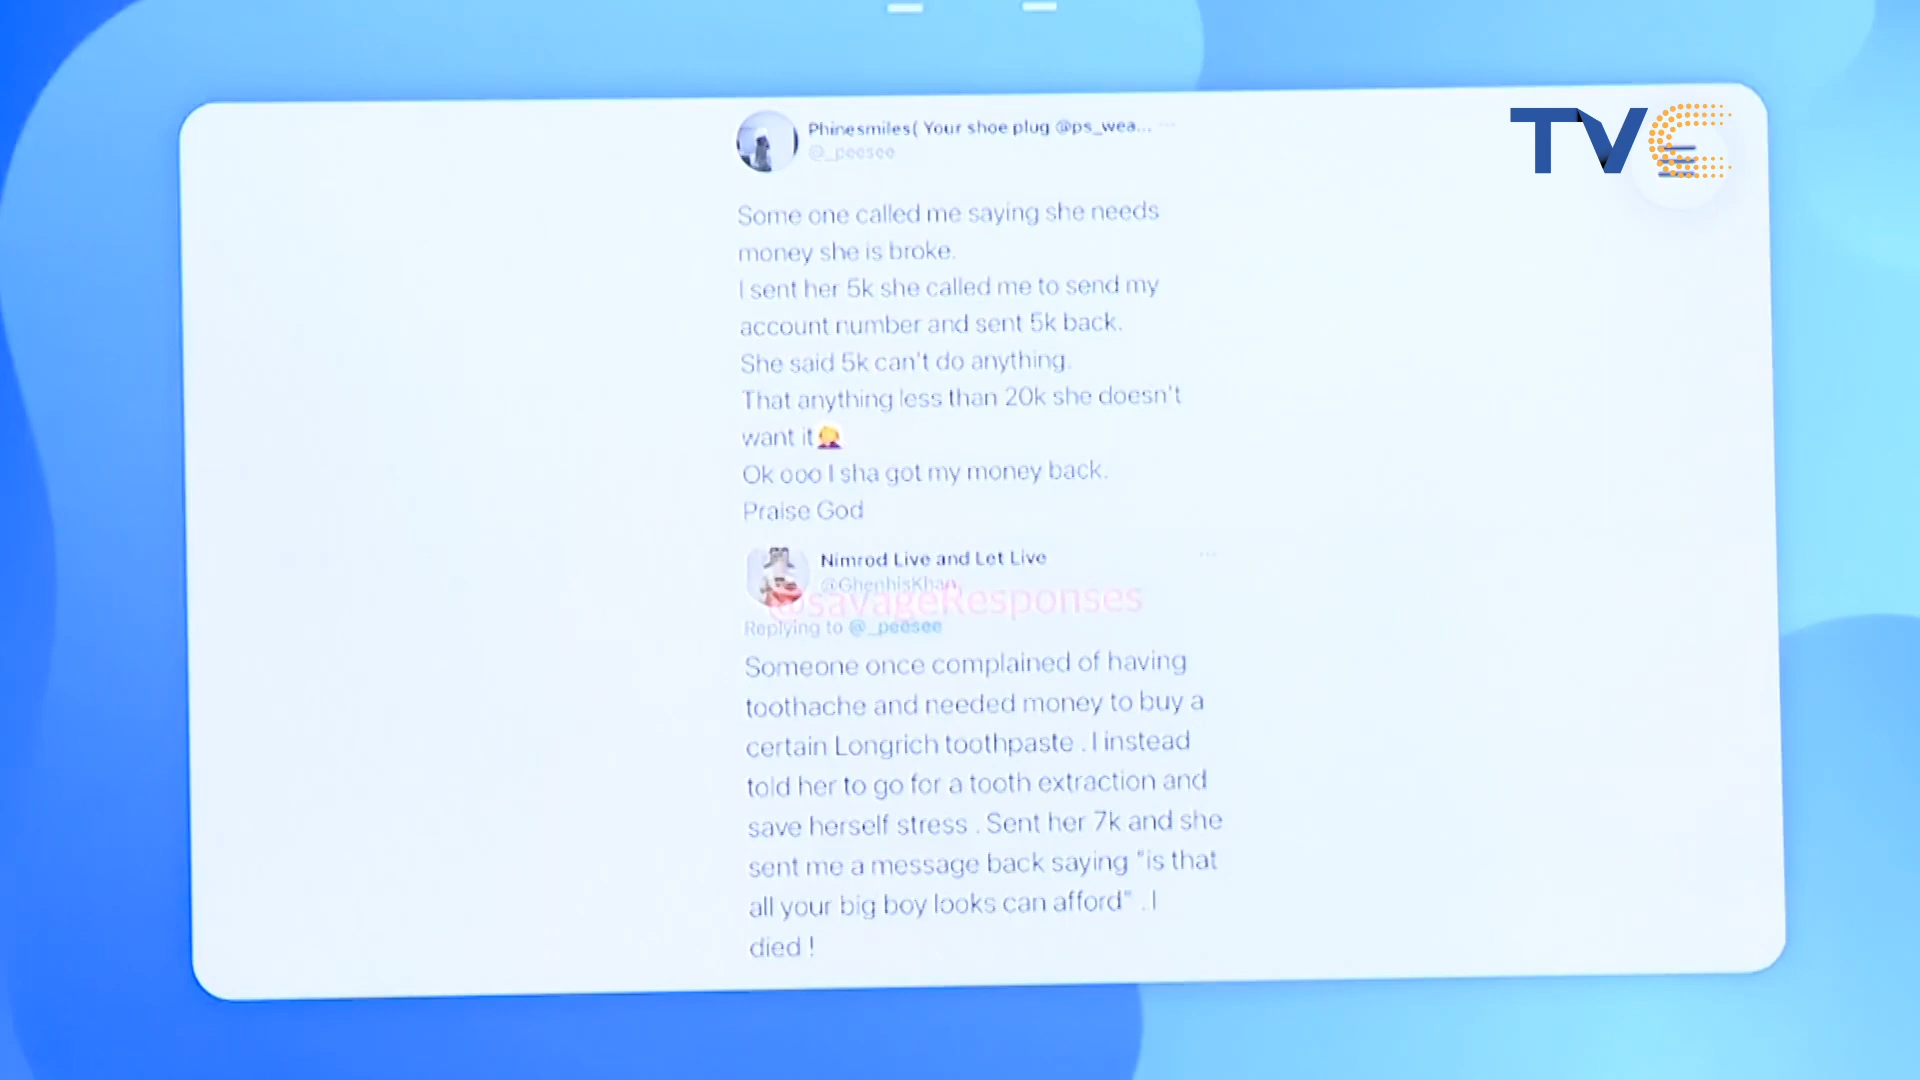 TVC
Phinesmiles( Your shoe plug @ps_wea... ...
@_peesee
Some one called me saying she needs
money she is broke.
I sent her 5k she called me to send my
account number and sent 5k back.
She said 5k can't do anything.
That anything less than 20k she doesn't
want it🤦‍♀️
Ok ooo I sha got my money back.
Praise God
Nimrod Live and Let Live ...
@GhenhisKhan
@savageResponses
Replying to @_peesee
Someone once complained of having
toothache and needed money to buy a
certain Longrich toothpaste . I instead
told her to go for a tooth extraction and
save herself stress . Sent her 7k and she
sent me a message back saying "is that
all your big boy looks can afford" . I
died !